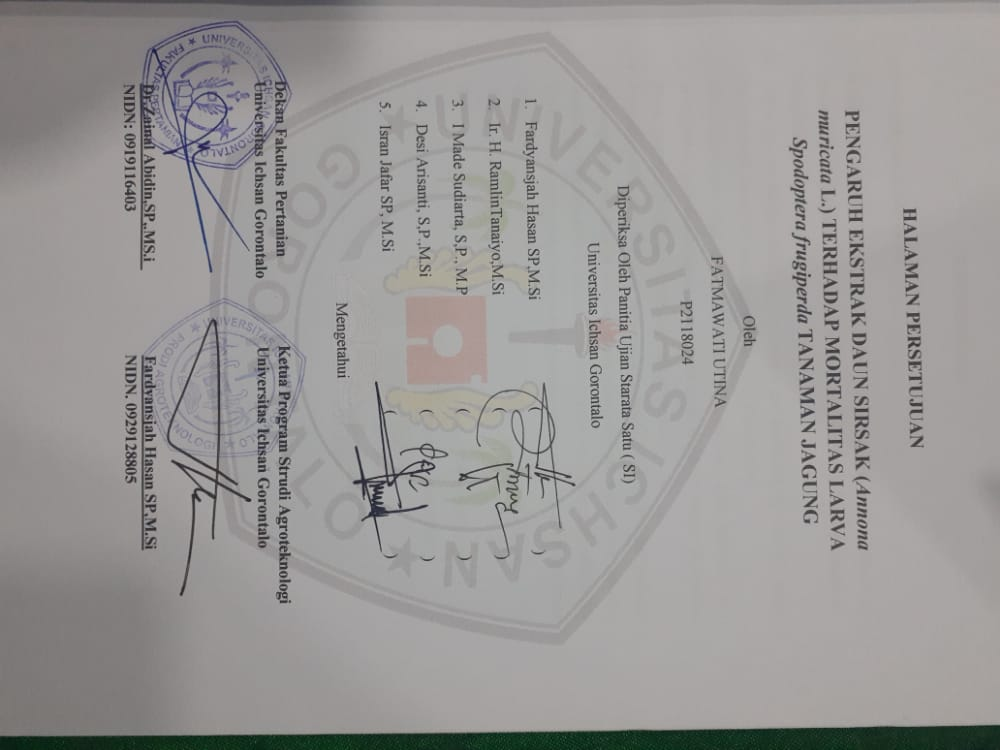 HALAMAN PERSETUJUAN
PENGARUH EKSTRAK DAUN SIRSAK (Annona
muricata L.) TERHADAP MORTALITAS LARVA
Spodoptera frugiperda TANAMAN JAGUNG
Oleh
FATMAWATI UTINA
P2118024
Diperiksa Oleh Panitia Ujian Starata Satu ( SI)
Universitas Ichsan Gorontalo
1. Fardyansjah Hasan SP,M.Si ( )
2. Ir. H. RamlinTanaiyo,M.Si ( )
3. I Made Sudiarta, S.P., M.P ( )
4. Desi Arisanti, S,P.,M.Si ( )
5. Isran Jafar SP, M.Si ( )
Mengetahui
Dekan Fakultas Pertanian
Universitas Ichsan Gorontalo
Dr. Zainal Abidin,SP,.MS.i
NIDN: 0919116403
Ketua Program Strudi Agroteknologi
Universitas Ichsan Gorontalo
Fardyansjah Hasan SP,M.Si
NIDN. 0929128805
UNIVERSITAS ICHSAN
GORONTALO